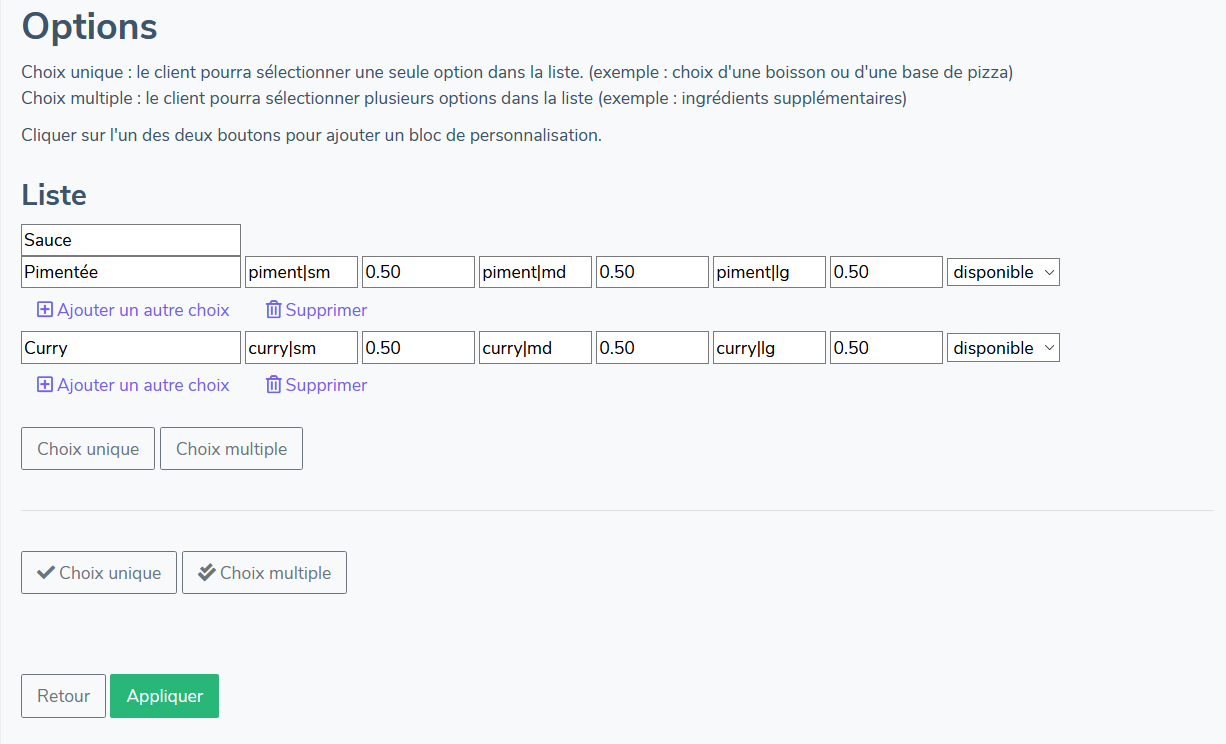 Options
Choix unique : le client pourra sélectionner une seule option dans la liste. (exemple : choix d'une boisson ou d'une base de pizza)
Choix multiple : le client pourra sélectionner plusieurs options dans la liste (exemple : ingrédients supplémentaires)
Cliquer sur l'un des deux boutons pour ajouter un bloc de personnalisation.
Liste
Sauce
Pimentée piment|sm 0.50 piment|md 0.50 piment|lg 0.50 disponible
Ajouter un autre choix Supprimer
Curry curry|sm 0.50 curry|md 0.50 curry|lg 0.50 disponible
Ajouter un autre choix Supprimer
Choix unique Choix multiple
Choix unique Choix multiple
Retour Appliquer